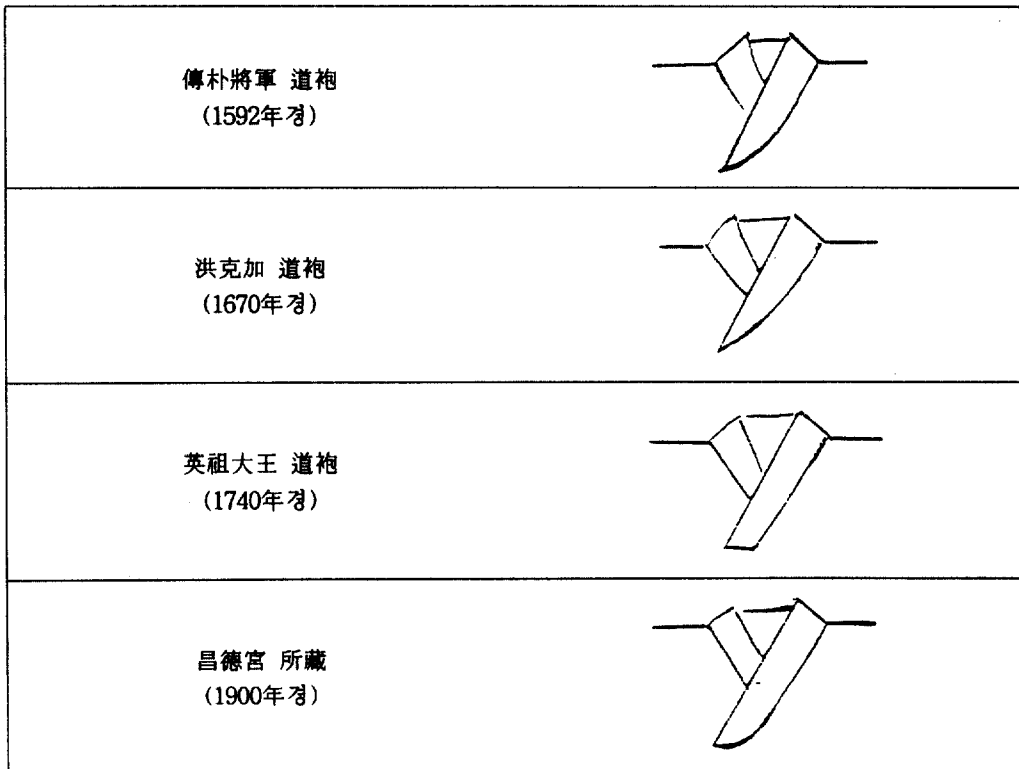 傳朴將軍 道袍
(1592年경)
洪克加 道袍
(1670年경)
英祖大王 道袍
(1740年경)
昌德宮 所藏
(1900年경)